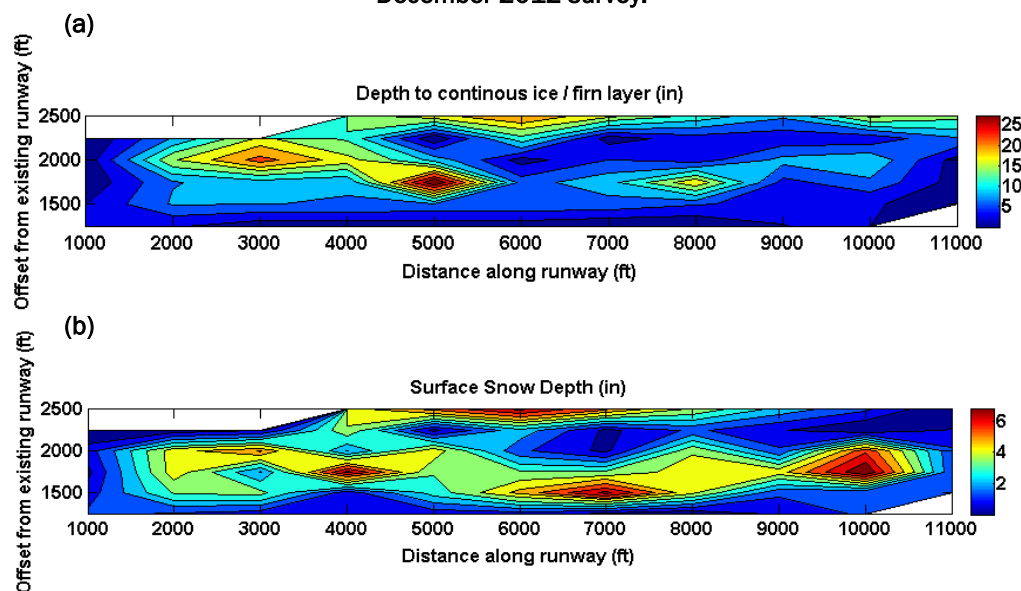 December 2012 survey.
(a)
Depth to continous ice / firn layer (in)
Offset from existing runway (ft)
2500
2000
1500
1000 2000 3000 4000 5000 6000 7000 8000 9000 10000 11000
Distance along runway (ft)
25
20
15
10
5
(b)
Surface Snow Depth (in)
Offset from existing runway (ft)
2500
2000
1500
1000 2000 3000 4000 5000 6000 7000 8000 9000 10000 11000
Distance along runway (ft)
6
4
2